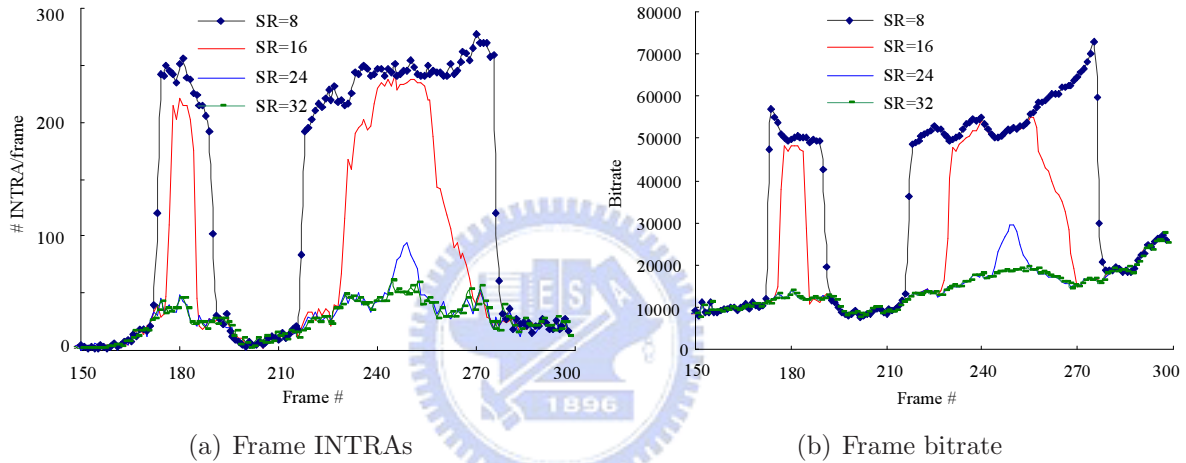 300
200
100
0
# INTRA/frame
SR=8
SR=16
SR=24
SR=32
150 180 210 240 270 300
Frame #
(a) Frame INTRAs
80000
70000
60000
50000
40000
30000
20000
10000
0
Bitrate
SR=8
SR=16
SR=24
SR=32
150 180 210 240 270 300
Frame #
(b) Frame bitrate
ES
1896